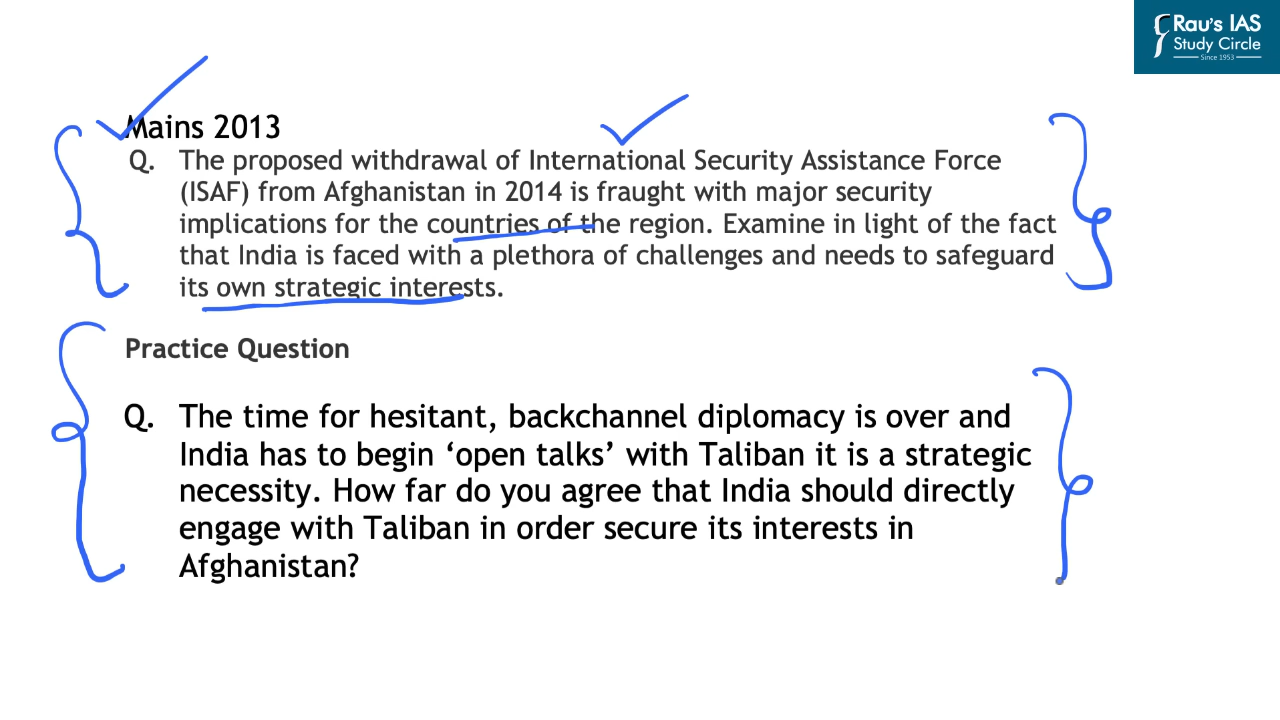 Rau's IAS
Study Circle
Since 1953
Mains 2013
Q. The proposed withdrawal of International Security Assistance Force
(ISAF) from Afghanistan in 2014 is fraught with major security
implications for the countries of the region. Examine in light of the fact
that India is faced with a plethora of challenges and needs to safeguard
its own strategic interests.
Practice Question
Q. The time for hesitant, backchannel diplomacy is over and
India has to begin ‘open talks’ with Taliban it is a strategic
necessity. How far do you agree that India should directly
engage with Taliban in order secure its interests in
Afghanistan?